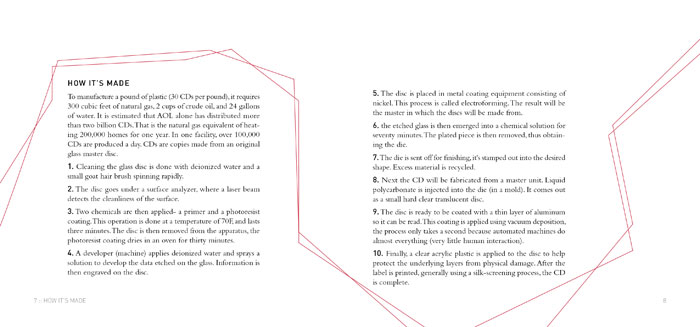 HOW IT'S MADE
To manufacture a pound of plastic (30 CDs per pound), it requires
300 cubic feet of natural gas, 2 cups of crude oil, and 24 gallons
of water. It is estimated that AOL alone has distributed more
than two billion CDs. That is the natural gas equivalent of heat-
ing 200,000 homes for one year. In one facility, over 100,000
CDs are produced a day. CDs are copies made from an original
glass master disc.
1. Cleaning the glass disc is done with deionized water and a
small goat hair brush spinning rapidly.
2. The disc goes under a surface analyzer, where a laser beam
detects the cleanliness of the surface.
3. Two chemicals are then applied- a primer and a photoresist
coating. This operation is done at a temperature of 70F, and lasts
three minutes. The disc is then removed from the apparatus, the
photoresist coating dries in an oven for thirty minutes.
4. A developer (machine) applies deionized water and sprays a
solution to develop the data etched on the glass. Information is
then engraved on the disc.
7 : HOW IT'S MADE
5. The disc is placed in metal coating equipment consisting of
nickel. This process is called electroforming. The result will be
the master in which the discs will be made from.
6. the etched glass is then emerged into a chemical solution for
seventy minutes. The plated piece is then removed, thus obtain-
ing the die.
7. The die is sent off for finishing, it's stamped out into the desired
shape. Excess material is recycled.
8. Next the CD will be fabricated from a master unit. Liquid
polycarbonate is injected into the die (in a mold). It comes out
as a small hard clear translucent disc.
9. The disc is ready to be coated with a thin layer of aluminum
so it can be read. This coating is applied using vacuum deposition,
the process only takes a second because automated machines do
almost everything (very little human interaction).
10. Finally, a clear acrylic plastic is applied to the disc to help
protect the underlying layers from physical damage. After the
label is printed, generally using a silk-screening process, the CD
is complete.
8